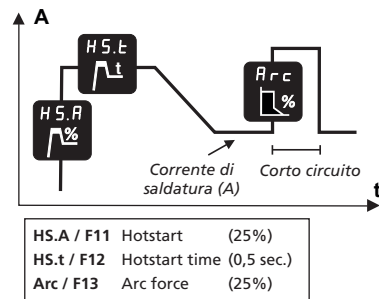 A
HS.t
t
HS.A
%
Arc
%
Corrente di
saldatura (A)
Corto circuito
t
HS.A / F11 Hotstart (25%)
HS.t / F12 Hotstart time (0,5 sec.)
Arc / F13 Arc force (25%)